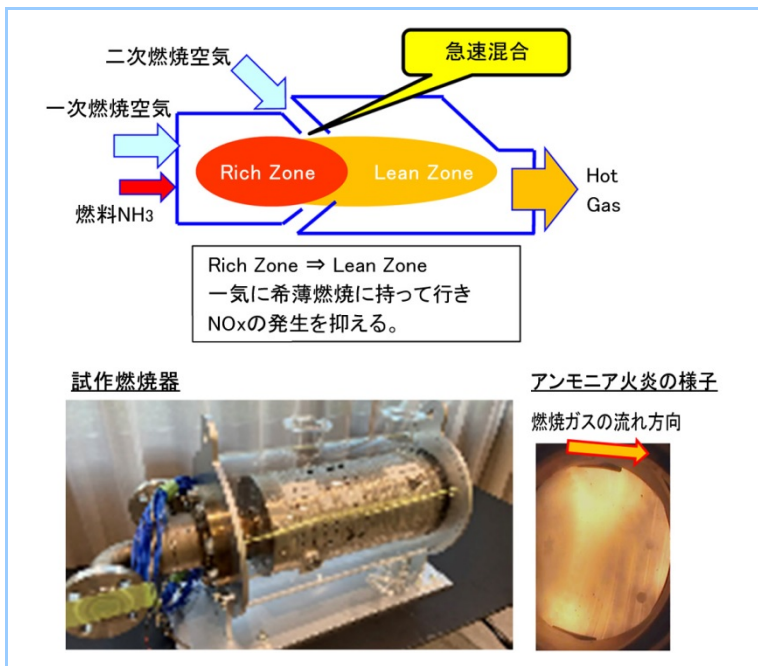 二次燃焼空気
急速混合
一次燃焼空気
Rich Zone
Lean Zone
Hot
Gas
燃料NH3
Rich Zone ⇒ Lean Zone
一気に希薄燃焼に持って行き
NOxの発生を抑える。
試作燃焼器
アンモニア火炎の様子
燃焼ガスの流れ方向